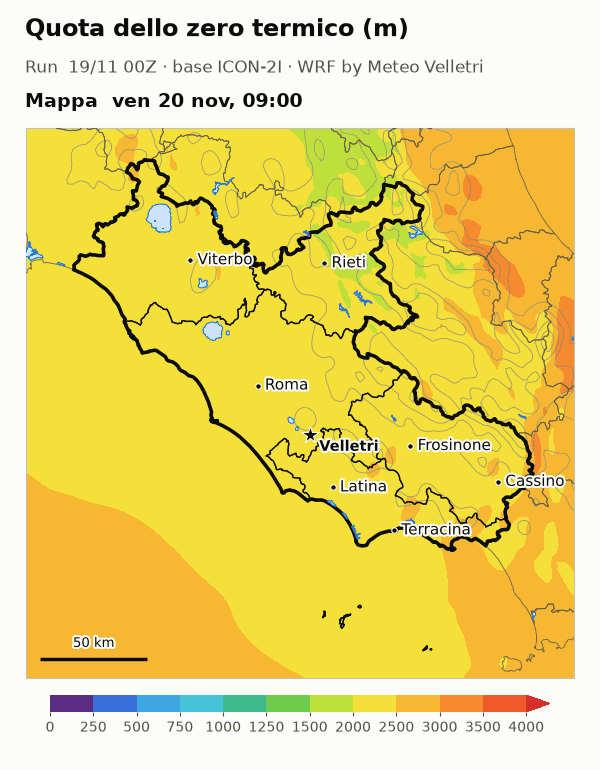 Quota dello zero termico (m)
Run  19/11 00Z · base ICON-2I · WRF by Meteo Velletri
Mappa  ven 20 nov, 09:00
Viterbo
Rieti
Roma
Velletri
Frosinone
Cassino
Latina
Terracina
50 km
0 250 500 750 1000 1250 1500 2000 2500 3000 3500 4000